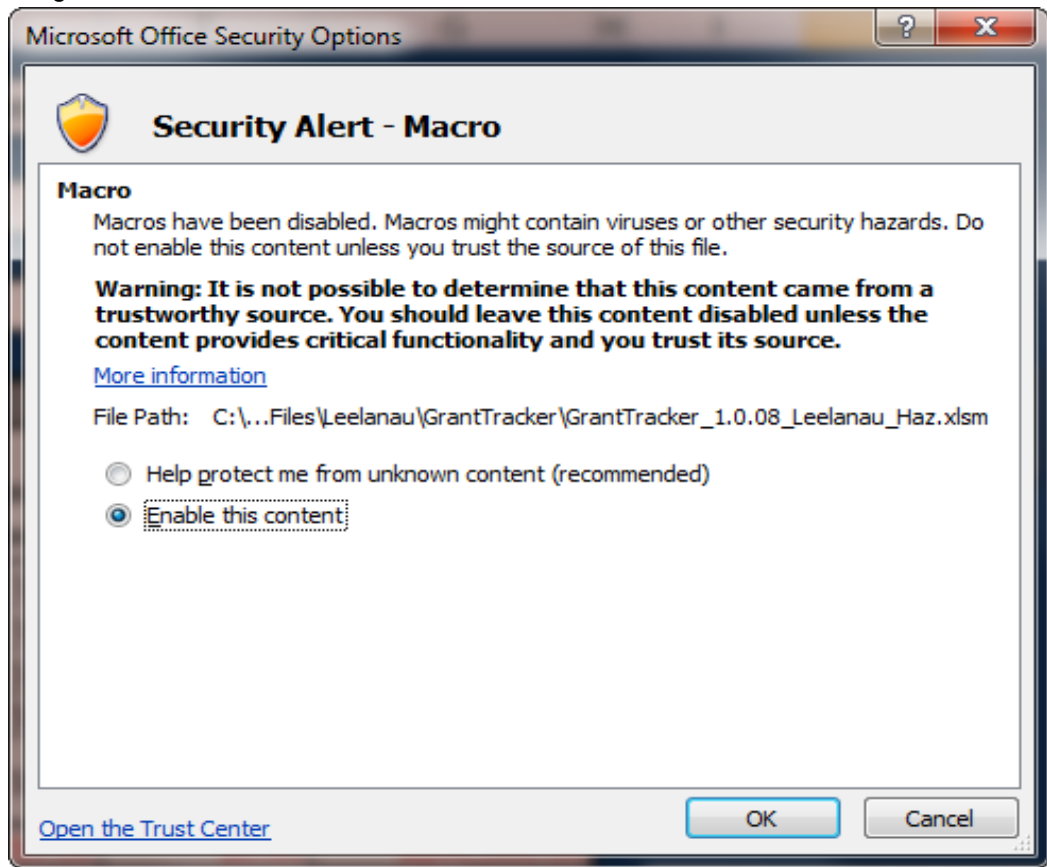 Microsoft Office Security Options
Security Alert - Macro
Macro
Macros have been disabled. Macros might contain viruses or other security hazards. Do
not enable this content unless you trust the source of this file.
Warning: It is not possible to determine that this content came from a
trustworthy source. You should leave this content disabled unless the
content provides critical functionality and you trust its source.
More information
File Path: C:\...Files\Leelanau\GrantTracker\GrantTracker_1.0.08_Leelanau_Haz.xlsm
Help protect me from unknown content (recommended)
Enable this content
Open the Trust Center
OK
Cancel